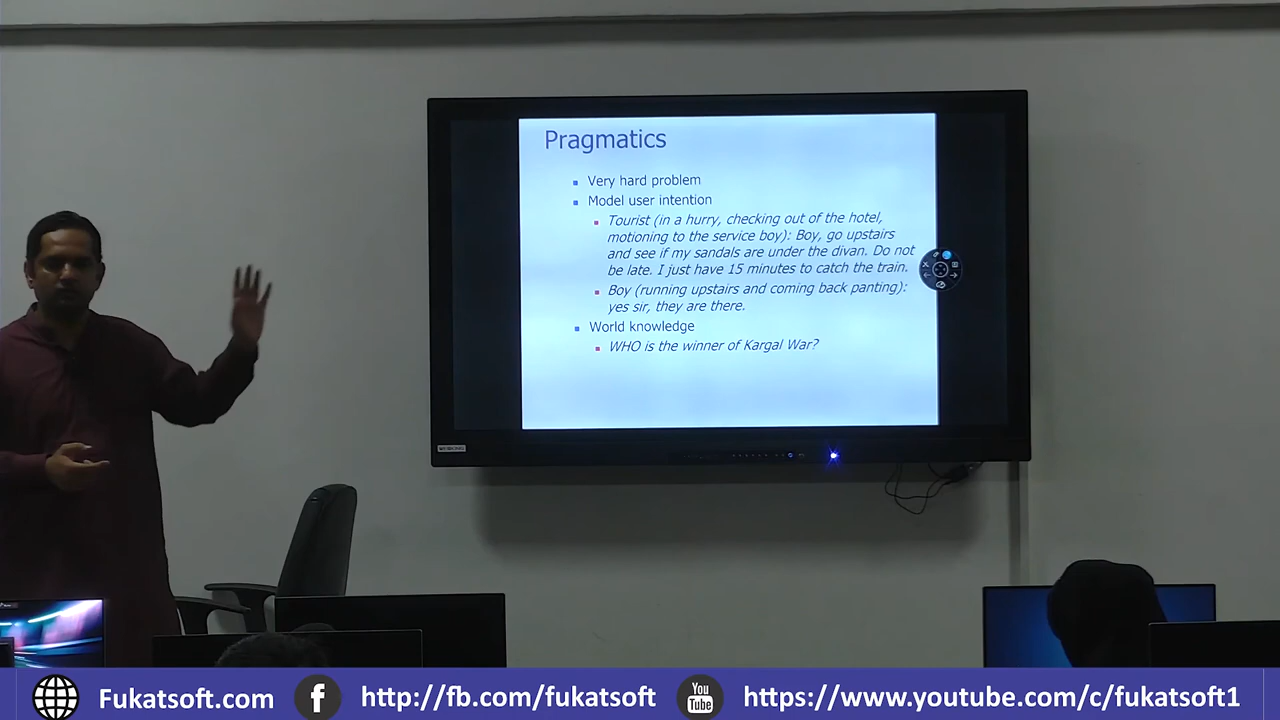 Pragmatics
Very hard problem
Model user intention
Tourist (in a hurry, checking out of the hotel,
motioning to the service boy): Boy, go upstairs
and see if my sandals are under the divan. Do not
be late. I just have 15 minutes to catch the train.
Boy (running upstairs and coming back panting):
yes sir, they are there.
World knowledge
WHO is the winner of Kargal War?
Fukatsoft.com
f
http://fb.com/fukatsoft
You
Tube
https://www.youtube.com/c/fukatsoft1